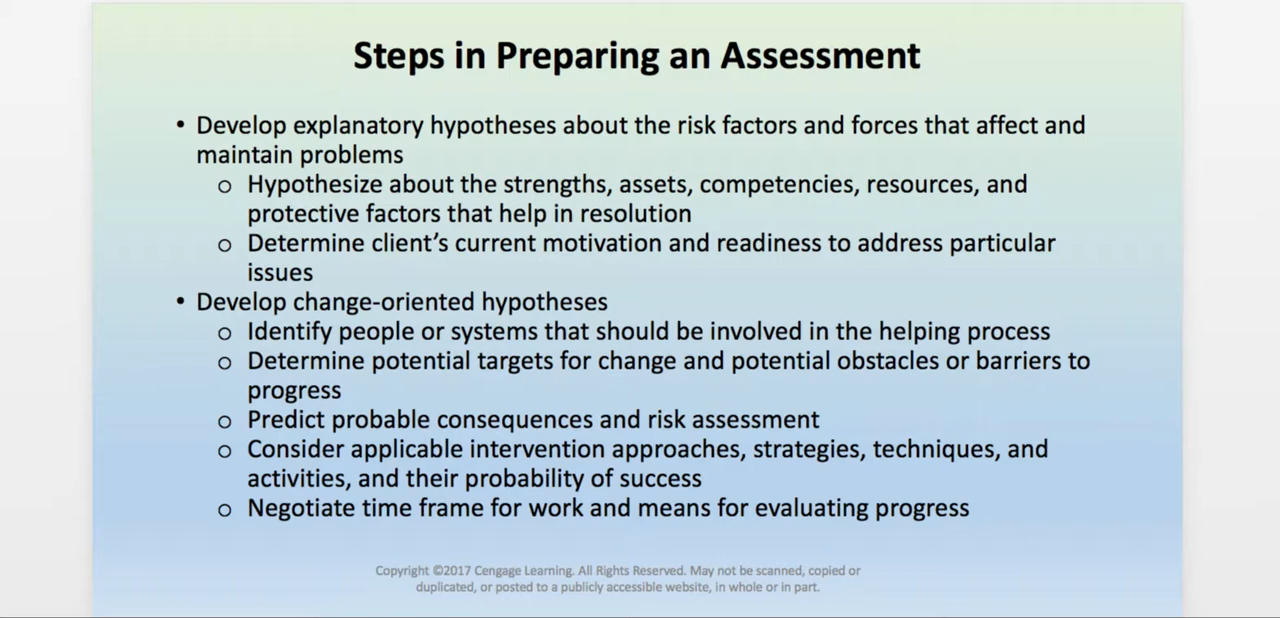 Steps in Preparing an Assessment
• Develop explanatory hypotheses about the risk factors and forces that affect and
maintain problems
o Hypothesize about the strengths, assets, competencies, resources, and
protective factors that help in resolution
o Determine client’s current motivation and readiness to address particular
issues
• Develop change-oriented hypotheses
o Identify people or systems that should be involved in the helping process
o Determine potential targets for change and potential obstacles or barriers to
progress
o Predict probable consequences and risk assessment
o Consider applicable intervention approaches, strategies, techniques, and
activities, and their probability of success
o Negotiate time frame for work and means for evaluating progress
Copyright ©2017 Cengage Learning. All Rights Reserved. May not be scanned, copied or
duplicated, or posted to a publicly accessible website, in whole or in part.